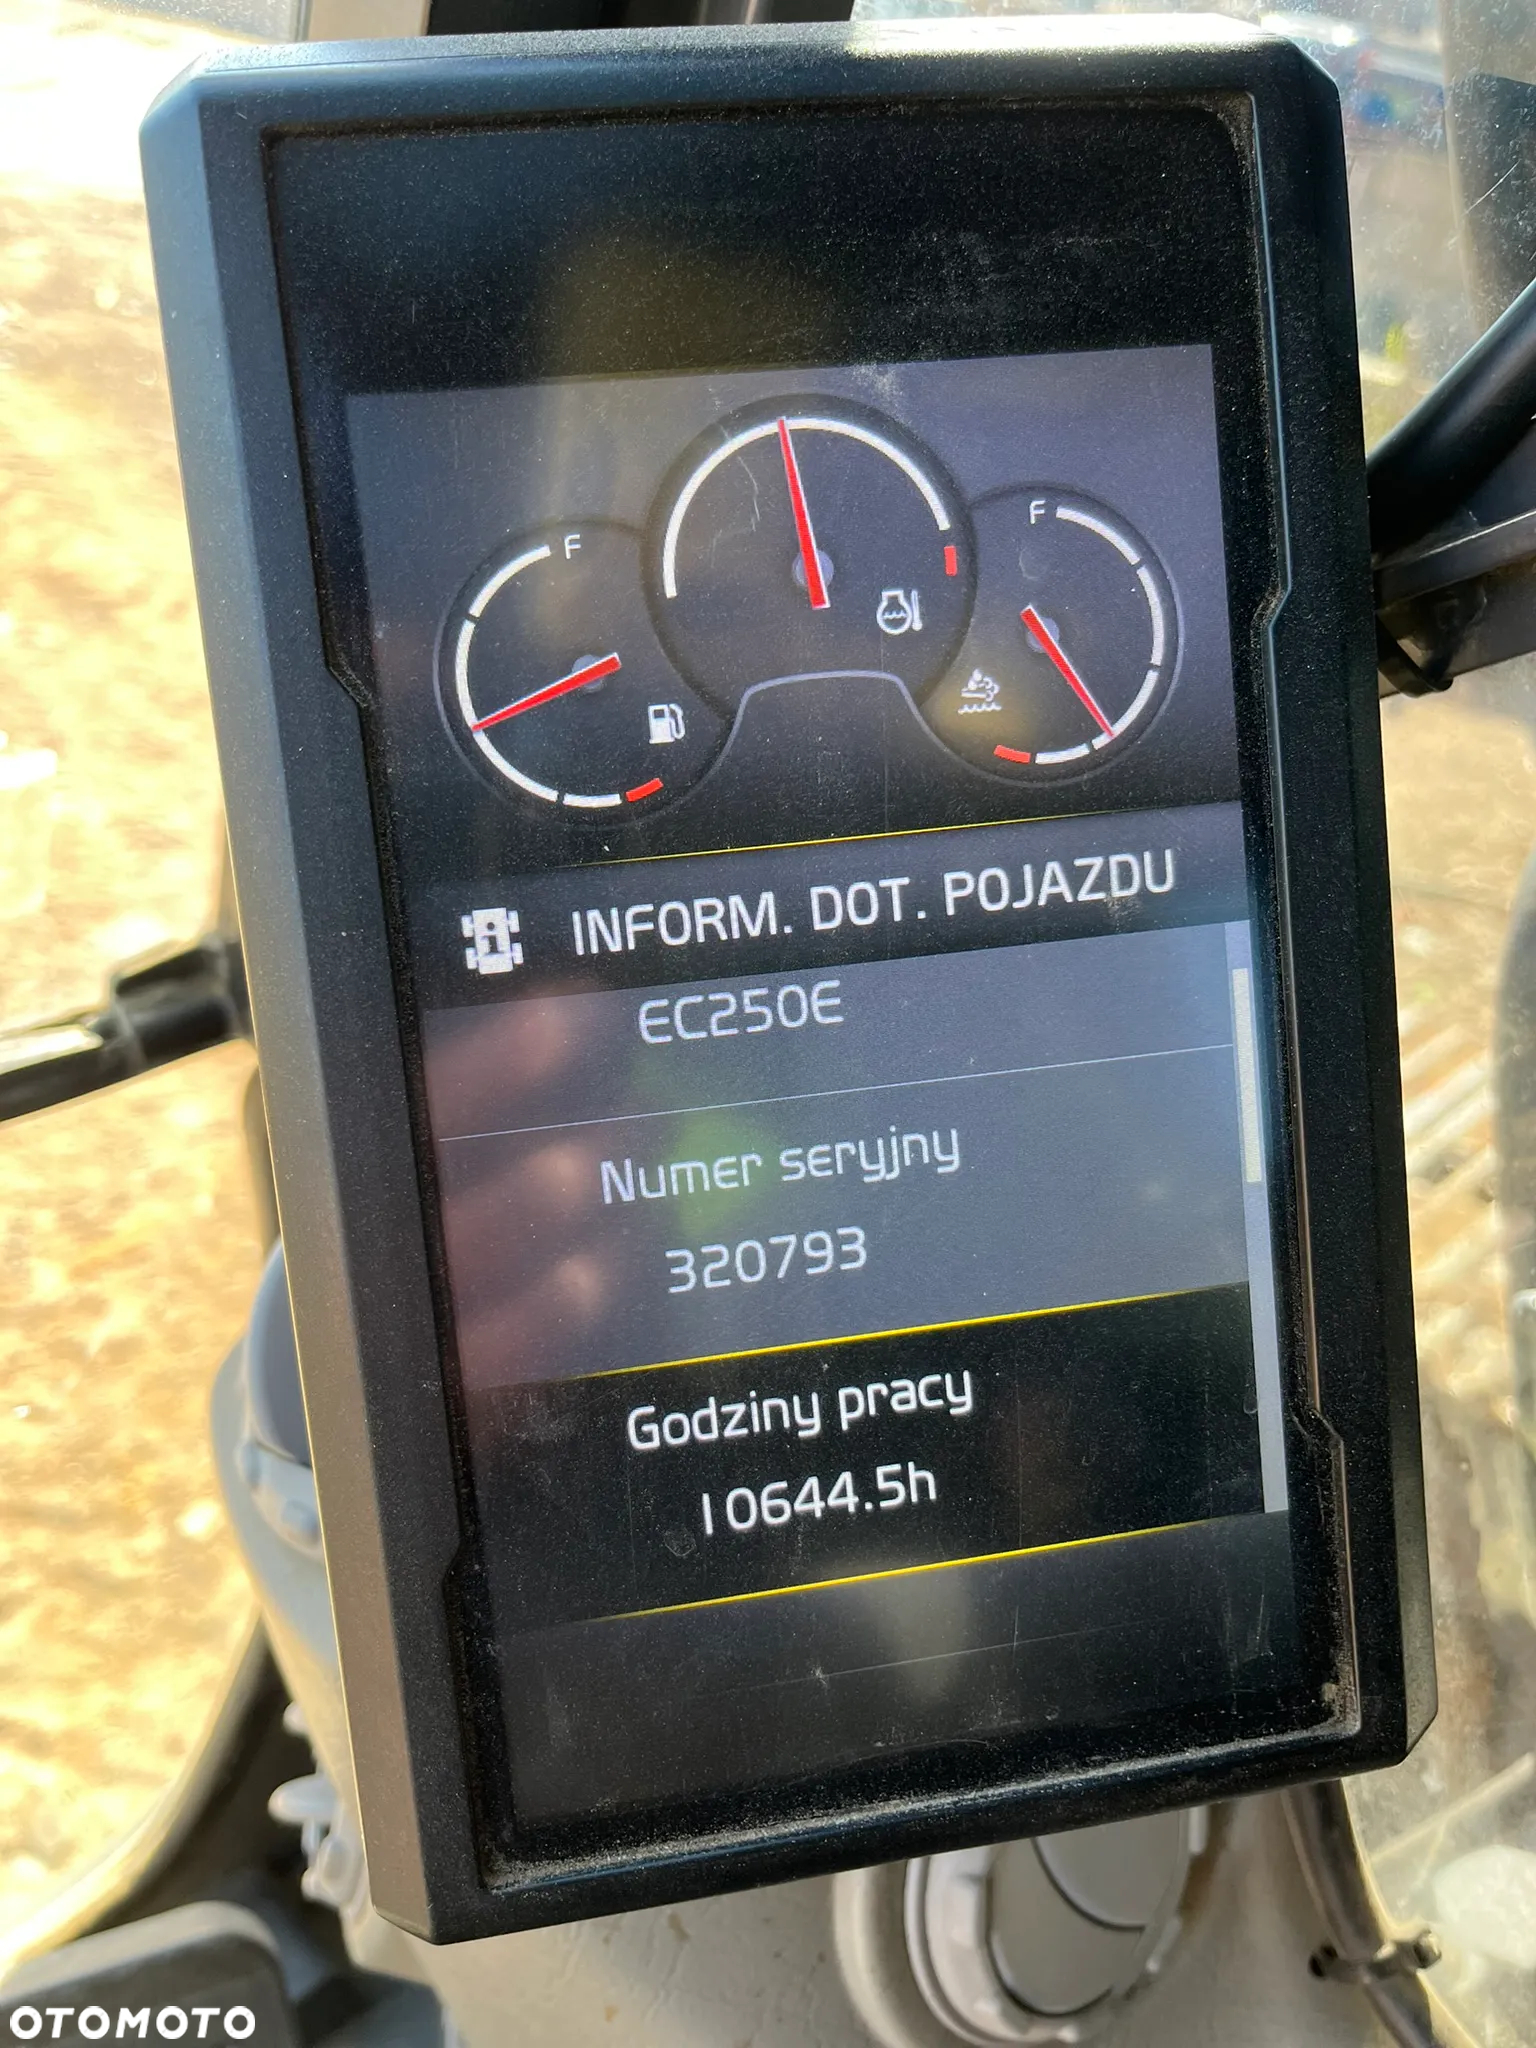 F
F
INFORM. DOT. POJAZDU
EC250E
Numer seryjny
320793
Godziny pracy
10644.5h
OTOMOTO